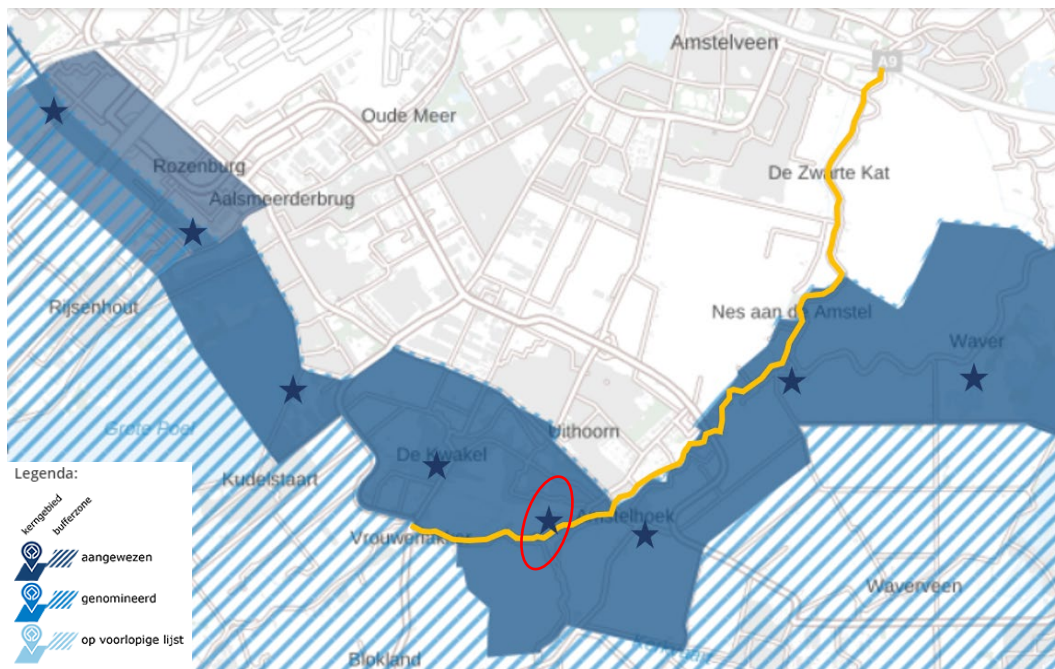 Amstelveen
A9
Oude Meer
Rozenburg
De Zwarte Kat
Aalsmeerderbrug
Rijsenhout
Nes aan de Amstel
Waver
Grote Poel
Uithoorn
De Kwakel
Legenda:
Kudelstaart
kerngebied
bufferzone
Amstelhoek
Vrouwenakker
aangewezen
Waverveen
genomineerd
op voorlopige lijst
Blokland